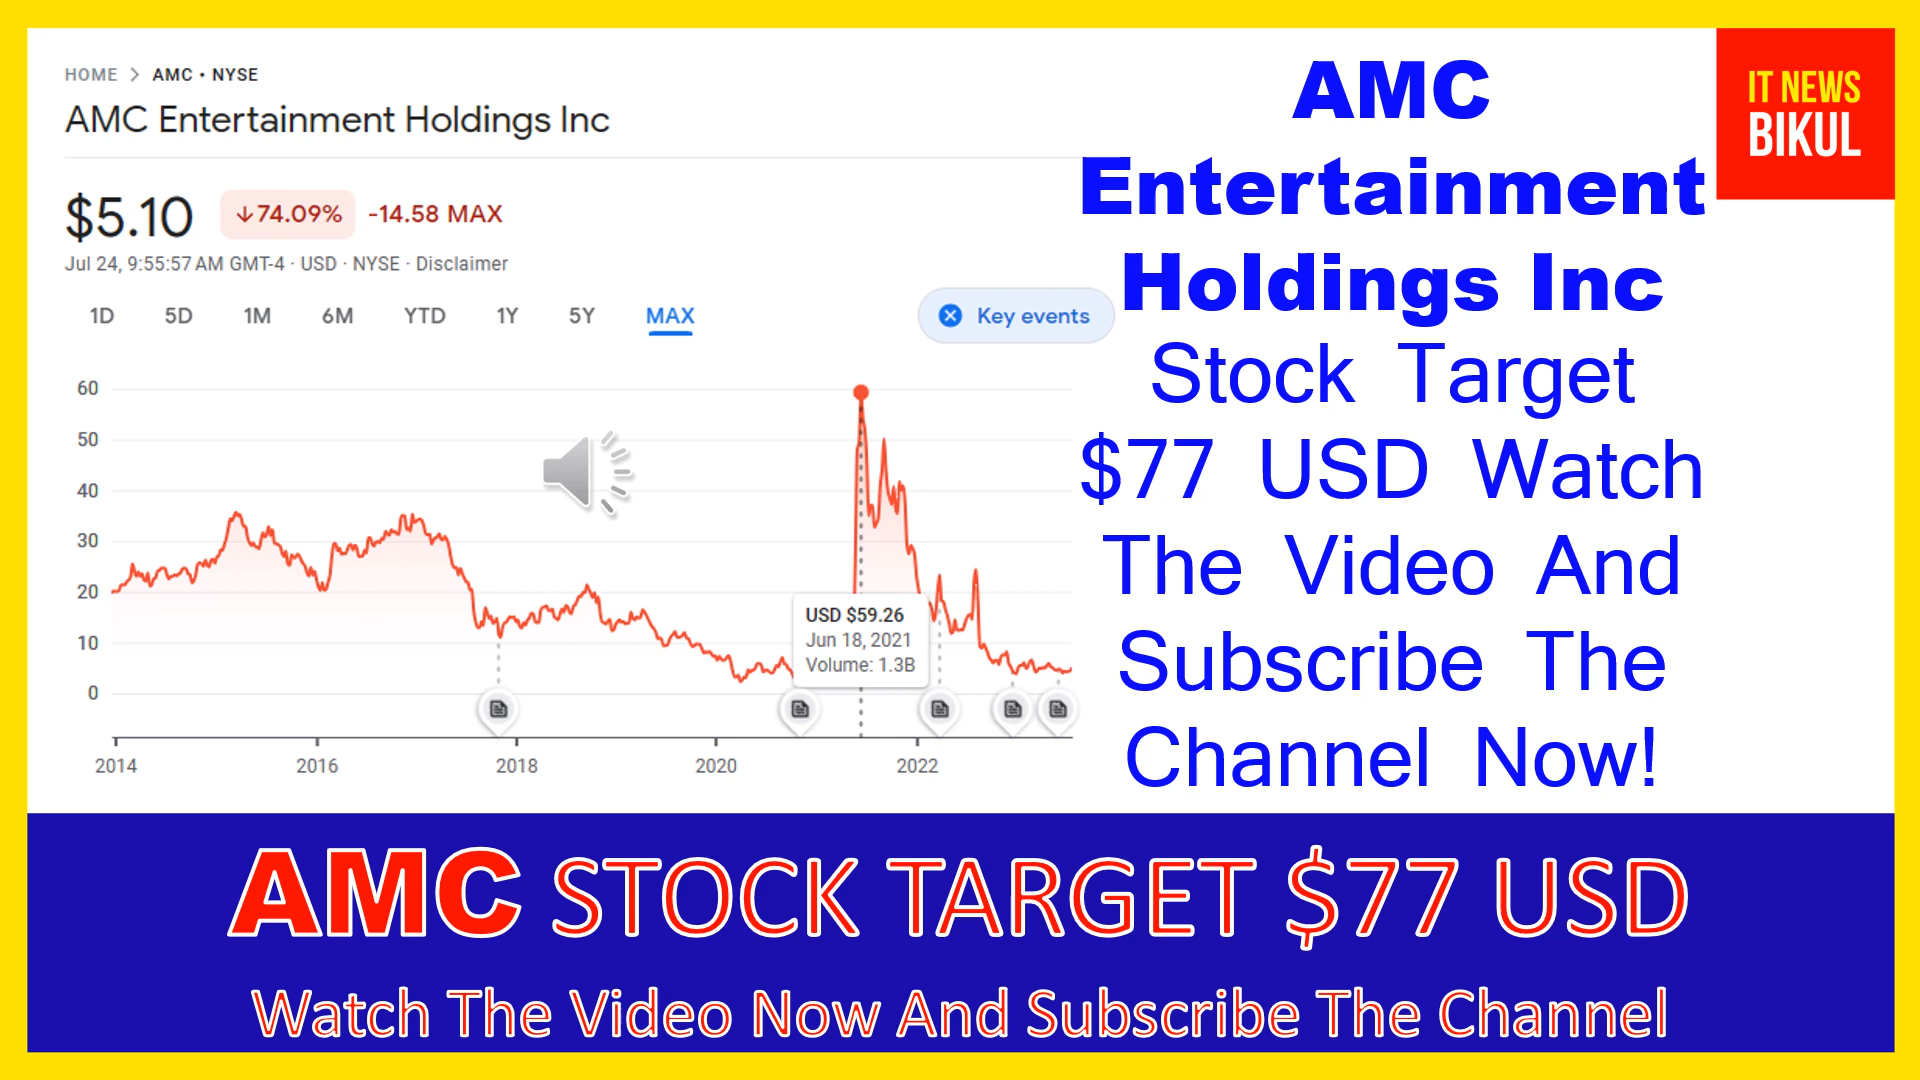 HOME > AMC • NYSE
AMC Entertainment Holdings Inc
$5.10 ↓74.09% -14.58 MAX
Jul 24, 9:55:57 AM GMT-4 · USD · NYSE · Disclaimer
1D 5D 1M 6M YTD 1Y 5Y MAX
Key events
60
50
40
30
20
10
0
USD $59.26
Jun 18, 2021
Volume: 1.3B
2014 2016 2018 2020 2022
AMC
Entertainment
Holdings Inc
Stock Target
$77 USD Watch
The Video And
Subscribe The
Channel Now!
IT NEWS
BIKUL
AMC STOCK TARGET $77 USD
Watch The Video Now And Subscribe The Channel